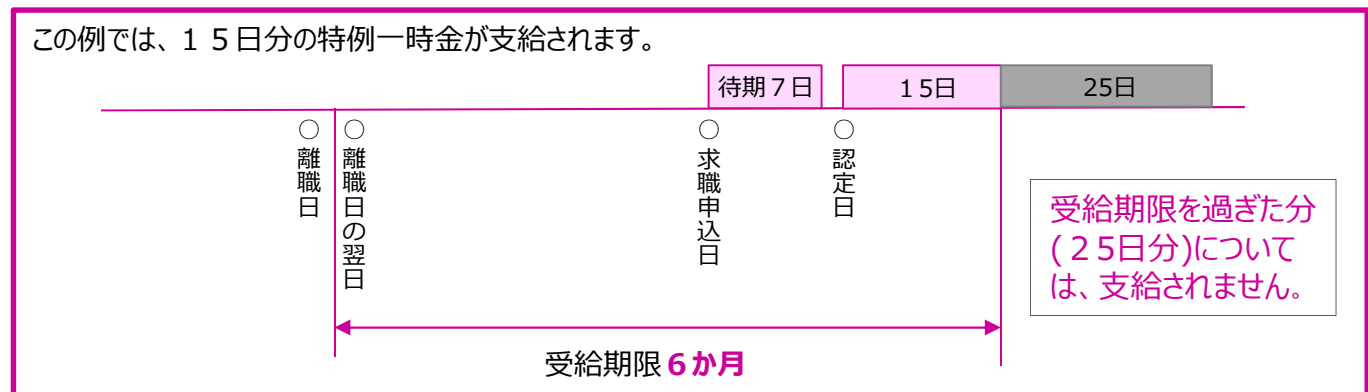 この例では、１５日分の特例一時金が支給されます。
待期７日
１５日
25日
○離職日
○離職日の翌日
○求職申込日
○認定日
受給期限を過ぎた分
(２５日分)について
は、支給されません。
受給期限６か月